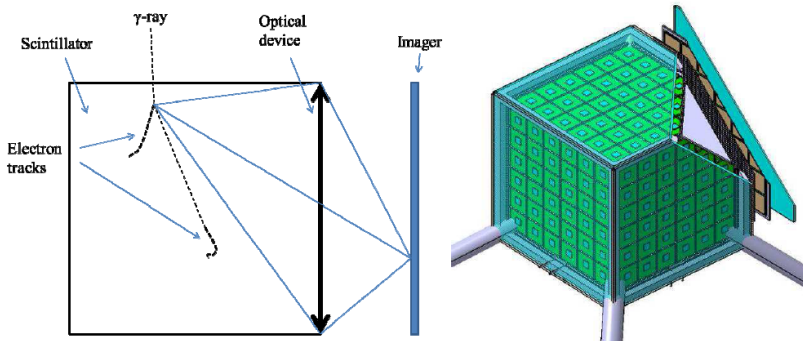 γ-ray
Scintillator
Optical
device
Imager
Electron
tracks